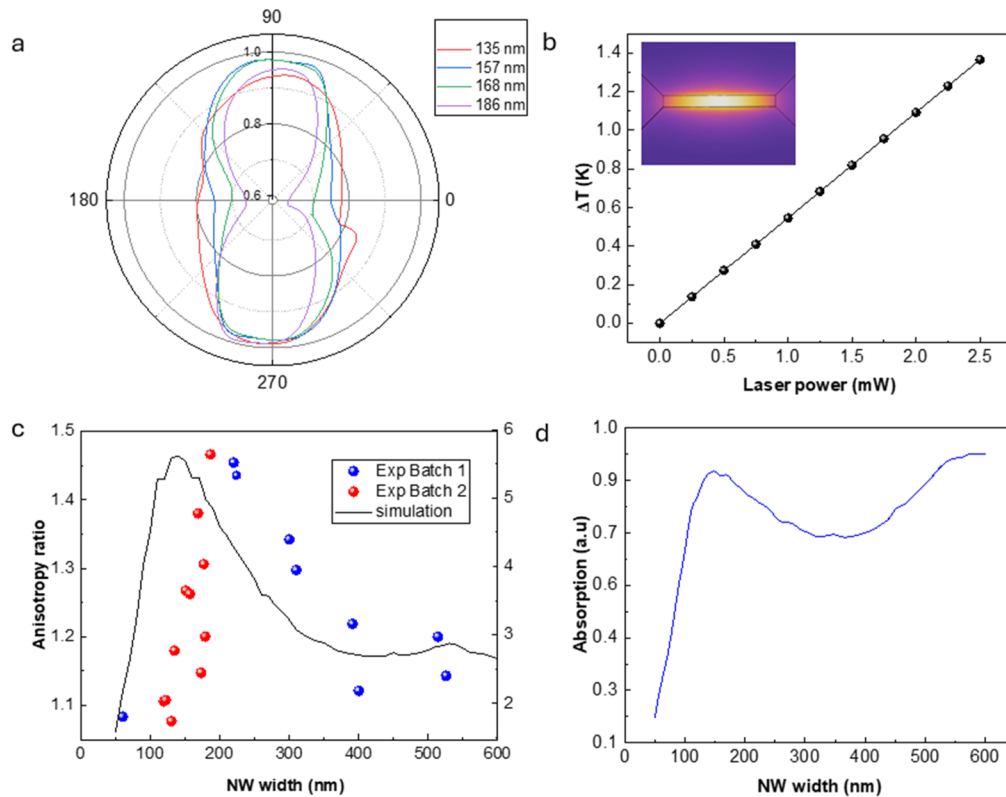 a
90
1.0
0.8
0.6
180
0
270
135 nm
157 nm
168 nm
186 nm
b
1.4
1.2
1.0
0.8
0.6
0.4
0.2
0.0
ΔT (K)
0.0 0.5 1.0 1.5 2.0 2.5
Laser power (mW)
c
1.5
1.4
1.3
1.2
1.1
Anisotropy ratio
6
5
4
3
2
Exp Batch 1
Exp Batch 2
simulation
0 100 200 300 400 500 600
NW width (nm)
d
1.0
0.9
0.7
0.6
0.5
0.3
0.2
0.1
Absorption (a.u)
0 100 200 300 400 500 600
NW width (nm)